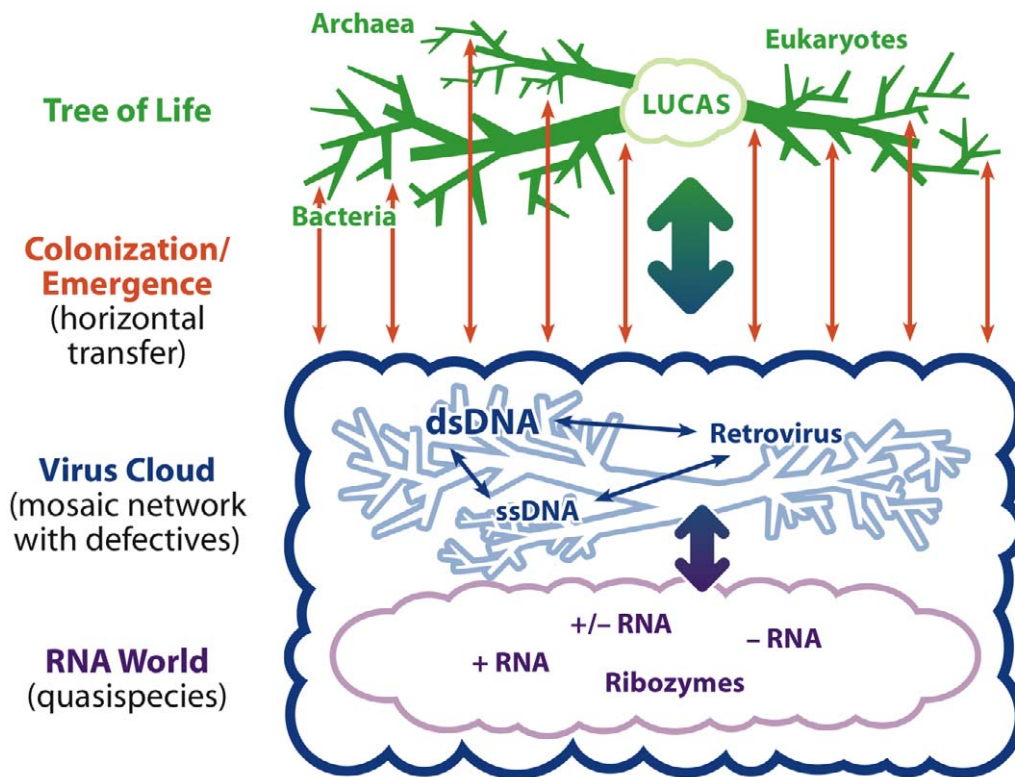 Archaea
Eukaryotes
Tree of Life
LUCAS
Bacteria
Colonization/
Emergence
(horizontal
transfer)
dsDNA
Retrovirus
Virus Cloud
(mosaic network
with defectives)
ssDNA
+/– RNA
– RNA
+ RNA
RNA World
(quasispecies)
Ribozymes